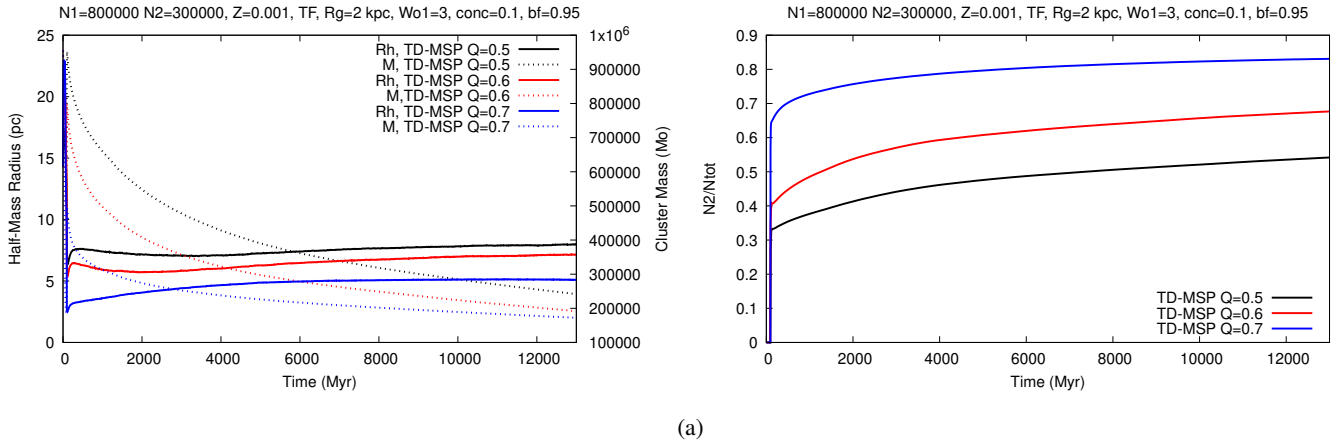 N1=800000 N2=300000, Z=0.001, TF, Rg=2 kpc, Wo1=3, conc=0.1, bf=0.95
Half-Mass Radius (pc)
25
20
15
10
5
0
Rh, TD-MSP Q=0.5
M, TD-MSP Q=0.5
Rh, TD-MSP Q=0.6
M,TD-MSP Q=0.6
Rh, TD-MSP Q=0.7
M, TD-MSP Q=0.7
1x10⁶
900000
800000
700000
600000
500000
400000
300000
200000
100000
Cluster Mass (Mo)
0 2000 4000 6000 8000 10000 12000
Time (Myr)
N1=800000 N2=300000, Z=0.001, TF, Rg=2 kpc, Wo1=3, conc=0.1, bf=0.95
N2/Ntot
0.9
0.8
0.7
0.6
0.5
0.4
0.3
0.2
0.1
0
TD-MSP Q=0.5
TD-MSP Q=0.6
TD-MSP Q=0.7
0 2000 4000 6000 8000 10000 12000
Time (Myr)
(a)